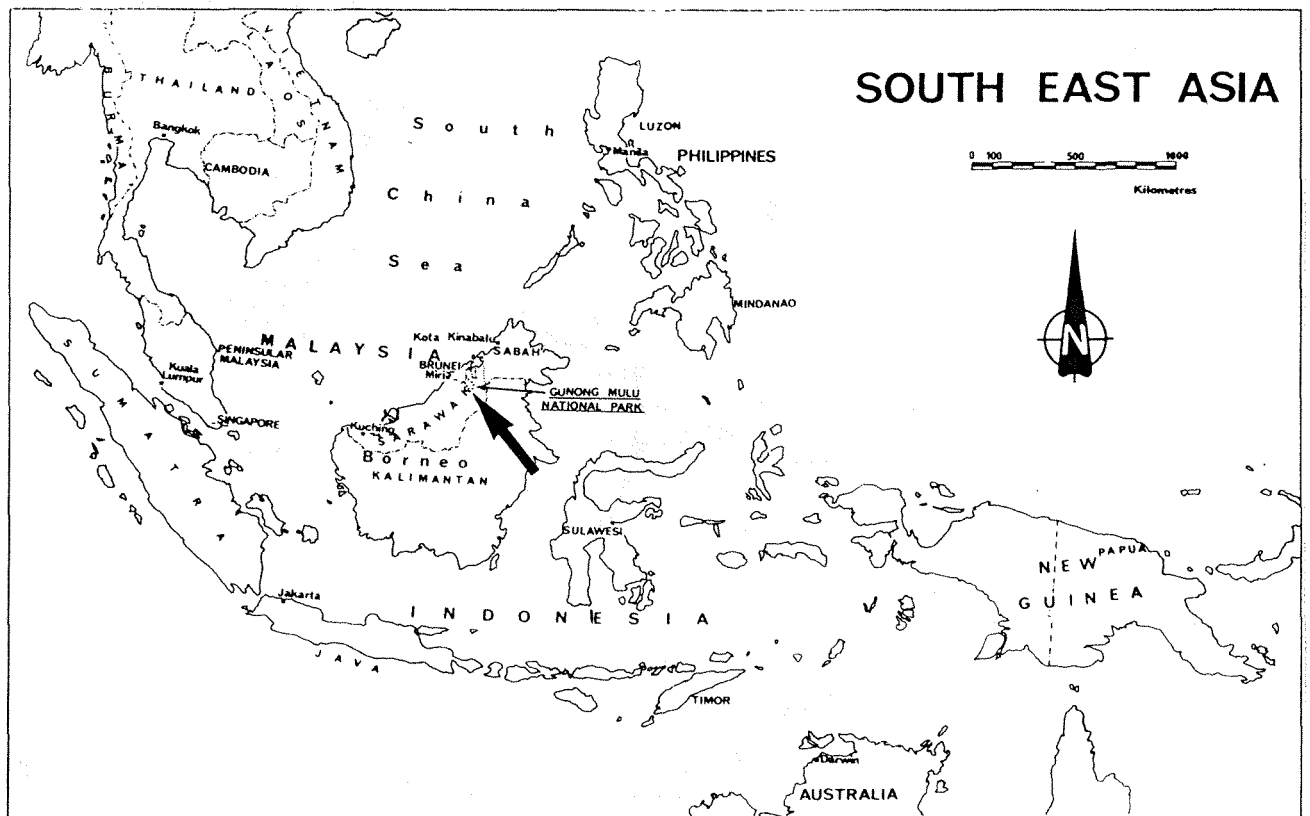 SOUTH EAST ASIA
0 100 500 1000
Kilometres
N
BURMA
THAILAND
LAOS
VIETNAM
Bangkok
CAMBODIA
South
China
Sea
LUZON
Manila
PHILIPPINES
MINDANAO
MALAYSIA
PENINSULAR
MALAYSIA
Kuala
Lumpur
SINGAPORE
Kota Kinabalu
SABAH
BRUNEI
Miri
GUNONG MULU
NATIONAL PARK
SARAWAK
Kuching
Borneo
KALIMANTAN
SUMATRA
SULAWESI
Jakarta
INDONESIA
JAVA
TIMOR
PAPUA
NEW
GUINEA
Darwin
AUSTRALIA